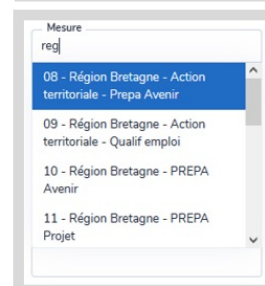 Mesure
reg
08 - Région Bretagne - Action
territoriale - Prepa Avenir
09 - Région Bretagne - Action
territoriale - Qualif emploi
10 - Région Bretagne - PREPA
Avenir
11 - Région Bretagne - PREPA
Projet